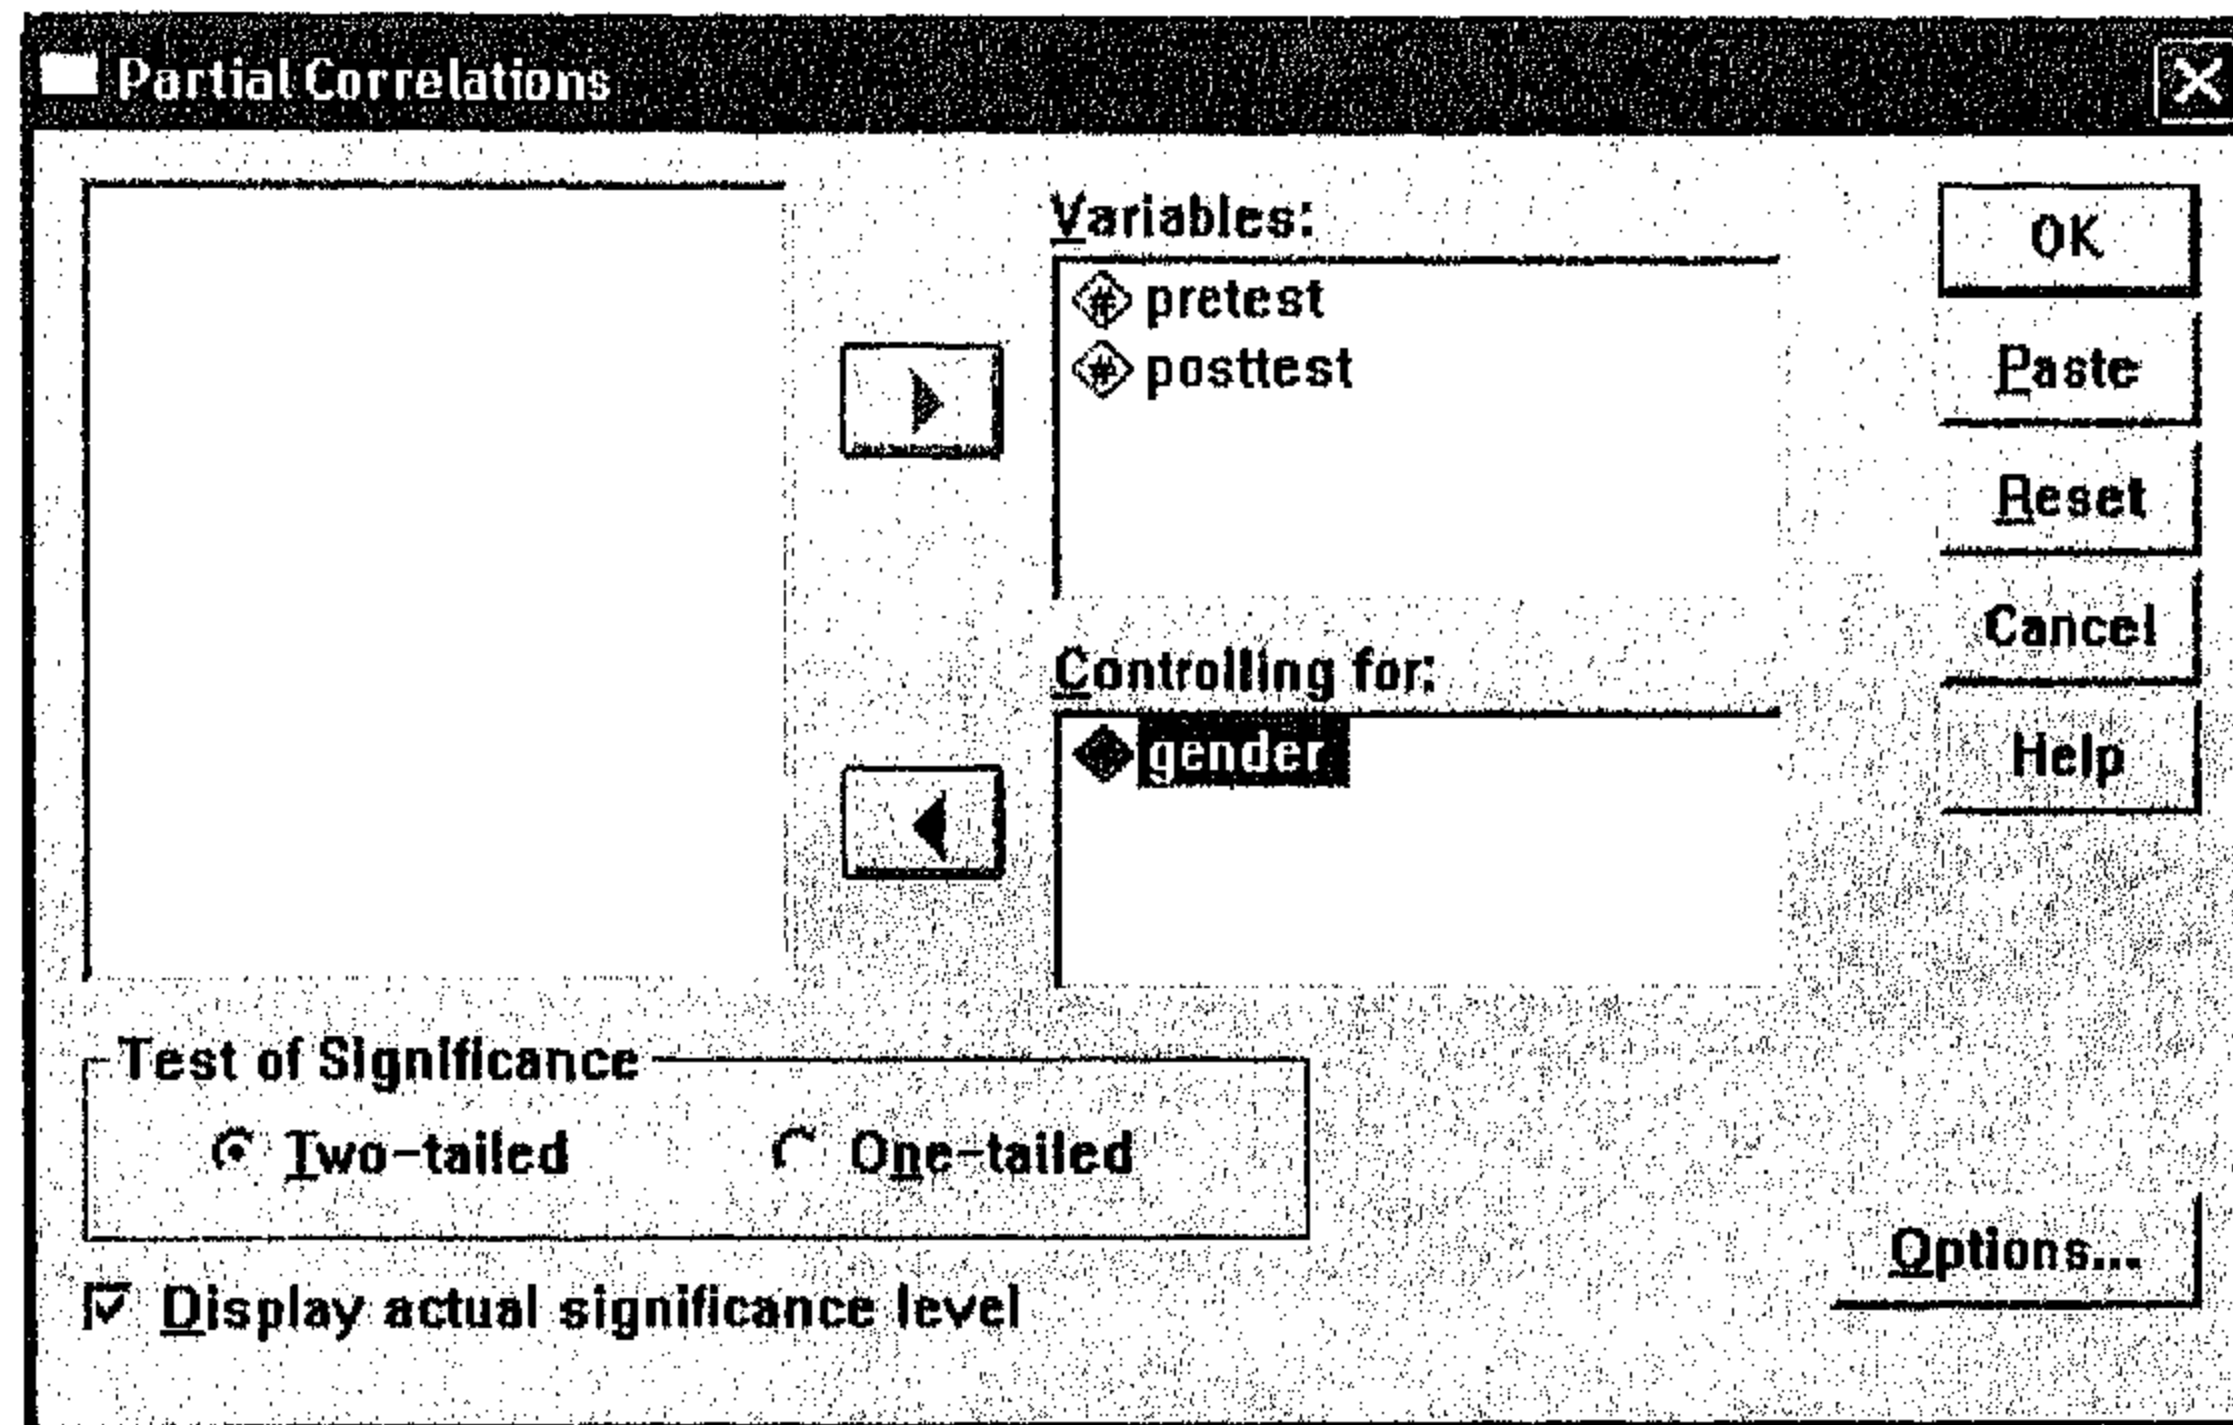 Partial Correlations
Variables:
# pretest
# posttest
Controlling for:
gender
OK
Paste
Reset
Cancel
Help
Test of Significance
Two-tailed
One-tailed
Display actual significance level
Options...